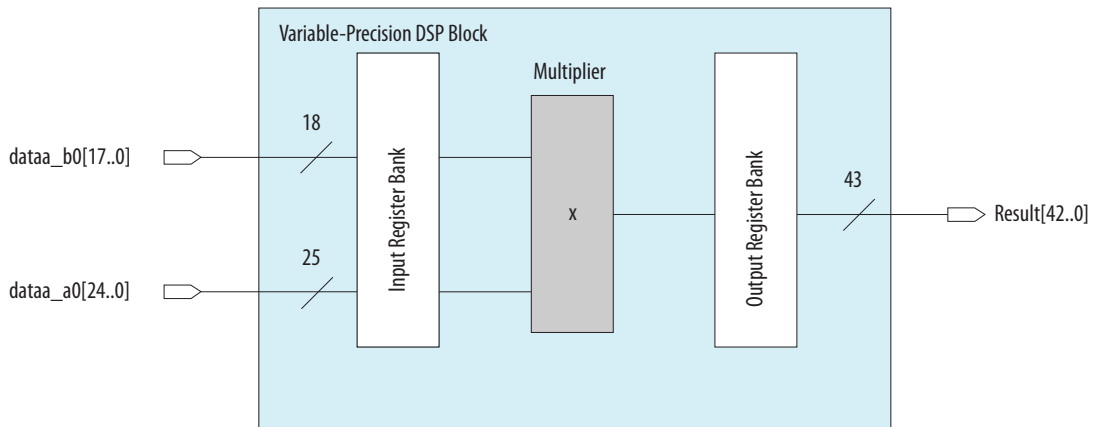 Variable-Precision DSP Block
Multiplier
18
dataa_b0[17..0]
Input Register Bank
x
Output Register Bank
43
Result[42..0]
25
dataa_a0[24..0]